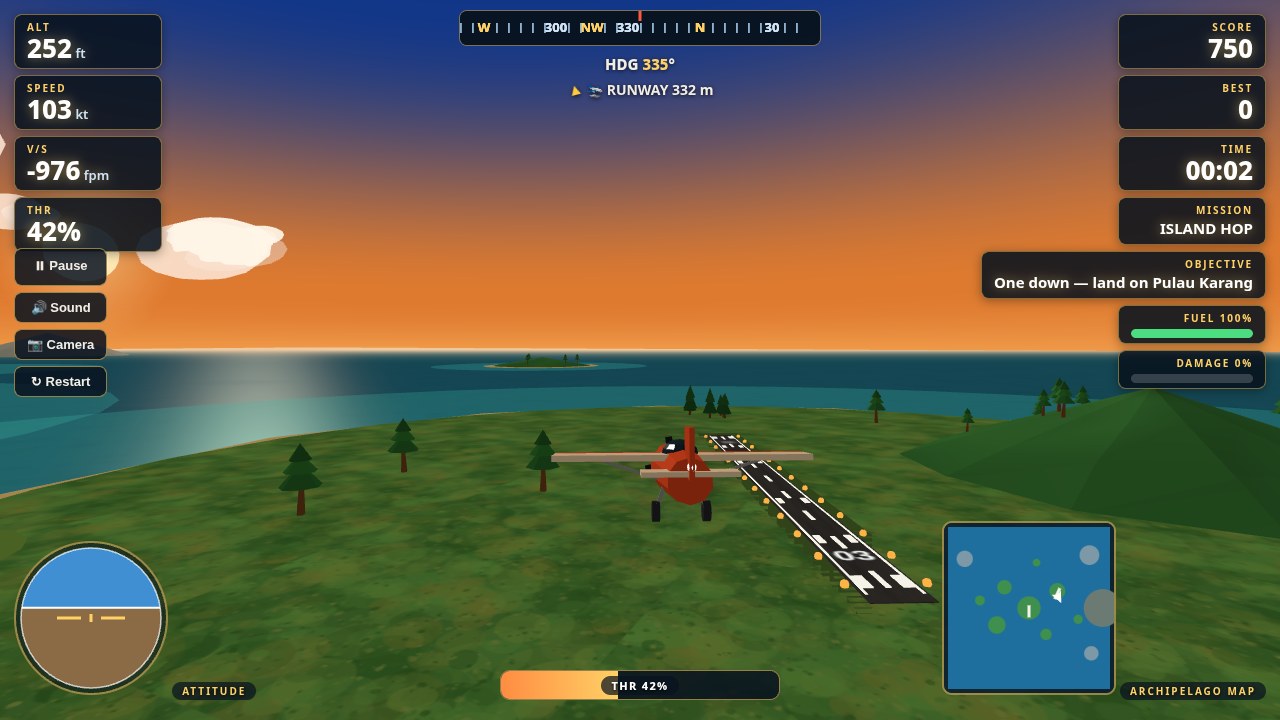 ALT
252 ft
SPEED
103 kt
V/S
-976 fpm
THR
42%
Pause
Sound
Camera
Restart
W 300 NW 330 N 30
HDG 335°
RUNWAY 332 m
SCORE
750
BEST
0
TIME
00:02
MISSION
ISLAND HOP
OBJECTIVE
One down — land on Pulau Karang
FUEL 100%
DAMAGE 0%
03
ATTITUDE
THR 42%
ARCHIPELAGO MAP